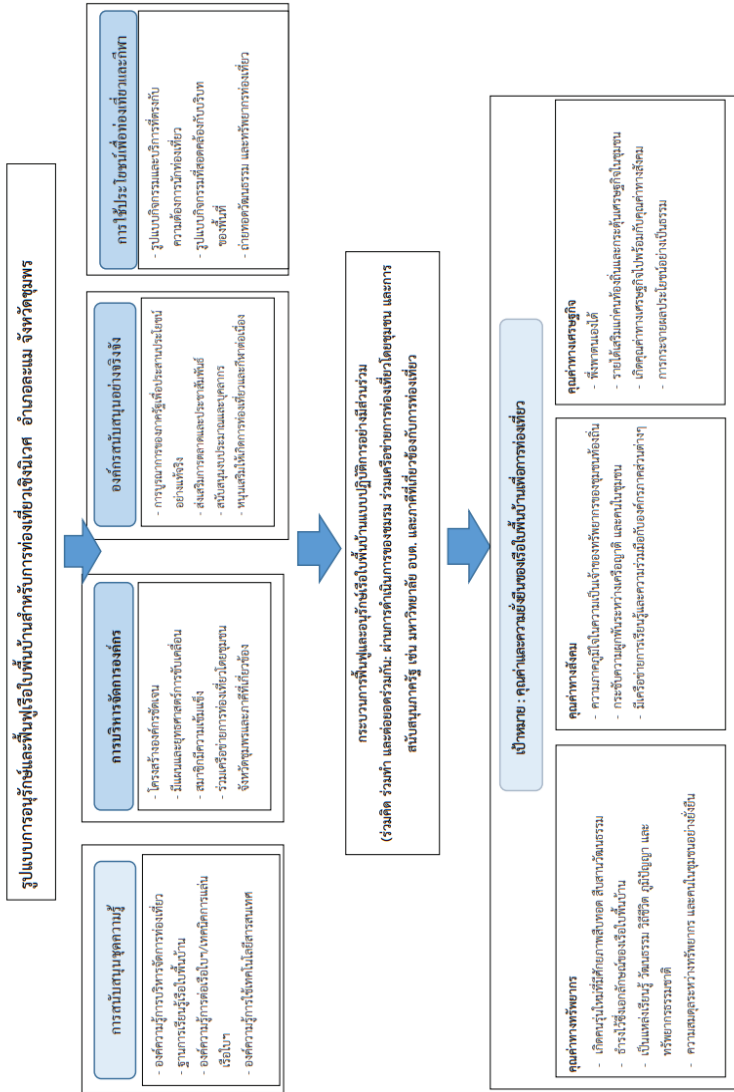 รูปแบบการอนุรักษ์และฟื้นฟูเรือใบพื้นบ้านสำหรับการท่องเที่ยวเชิงนิเวศ อำเภอละแม จังหวัดชุมพร
การสนับสนุนชุดความรู้
- องค์ความรู้การบริหารจัดการท่องเที่ยว
- ฐานการเรียนรู้เรือใบพื้นบ้าน
- องค์ความรู้การต่อเรือใบฯ/เทคนิคการแล่น
เรือใบฯ
- องค์ความรู้การใช้เทคโนโลยีสารสนเทศ
การบริหารจัดการองค์กร
- โครงสร้างองค์กรชัดเจน
- มีแผนและยุทธศาสตร์การขับเคลื่อน
- สมาชิกมีความเข้มแข็ง
- ร่วมเครือข่ายการท่องเที่ยวโดยชุมชน
จังหวัดชุมพรและภาคีที่เกี่ยวข้อง
องค์กรสนับสนุนอย่างจริงจัง
- การบูรณาการของภาครัฐเพื่อประสานประโยชน์
อย่างแท้จริง
- ส่งเสริมการตลาดและประชาสัมพันธ์
- สนับสนุนงบประมาณและบุคลากร
- หนุนเสริมให้เกิดการท่องเที่ยวและกีฬาต่อเนื่อง
การใช้ประโยชน์เพื่อท่องเที่ยวและกีฬา
- รูปแบบกิจกรรมและบริการที่ตรงกับ
ความต้องการนักท่องเที่ยว
- รูปแบบกิจกรรมที่สอดคล้องกับบริบท
ของพื้นที่
- ถ่ายทอดวัฒนธรรม และทรัพยากรท่องเที่ยว
กระบวนการฟื้นฟูและอนุรักษ์เรือใบพื้นบ้านแบบปฏิบัติการอย่างมีส่วนร่วม
(ร่วมคิด ร่วมทำ และต่อยอดร่วมกัน: ผ่านการดำเนินการของชมรม ร่วมเครือข่ายการท่องเที่ยวโดยชุมชน และการ
สนับสนุนภาครัฐ เช่น มหาวิทยาลัย อบต. และภาคีที่เกี่ยวข้องกับการท่องเที่ยว
เป้าหมาย : คุณค่าและความยั่งยืนของเรือใบพื้นบ้านเพื่อการท่องเที่ยว
คุณค่าทางทรัพยากร
- เกิดคนรุ่นใหม่ที่มีศักยภาพสืบทอด สืบสานวัฒนธรรม
- ธำรงไว้ซึ่งเอกลักษณ์ของเรือใบพื้นบ้าน
- เป็นแหล่งเรียนรู้ วัฒนธรรม วิถีชีวิต ภูมิปัญญา และ
ทรัพยากรธรรมชาติ
- ความสมดุลระหว่างทรัพยากร และคนในชุมชนอย่างยั่งยืน
คุณค่าทางสังคม
- ความภาคภูมิใจในความเป็นเจ้าของทรัพยากรของชุมชนท้องถิ่น
- กระชับความผูกพันระหว่างเครือญาติ และคนในชุมชน
- มีเครือข่ายการเรียนรู้และความร่วมมือกับองค์กรภาคส่วนต่างๆ
คุณค่าทางเศรษฐกิจ
- พึ่งพาตนเองได้
- รายได้เสริมแก่คนท้องถิ่นและกระตุ้นเศรษฐกิจในชุมชน
- เกิดคุณค่าทางเศรษฐกิจไปพร้อมกับคุณค่าทางสังคม
- การกระจายผลประโยชน์อย่างเป็นธรรม